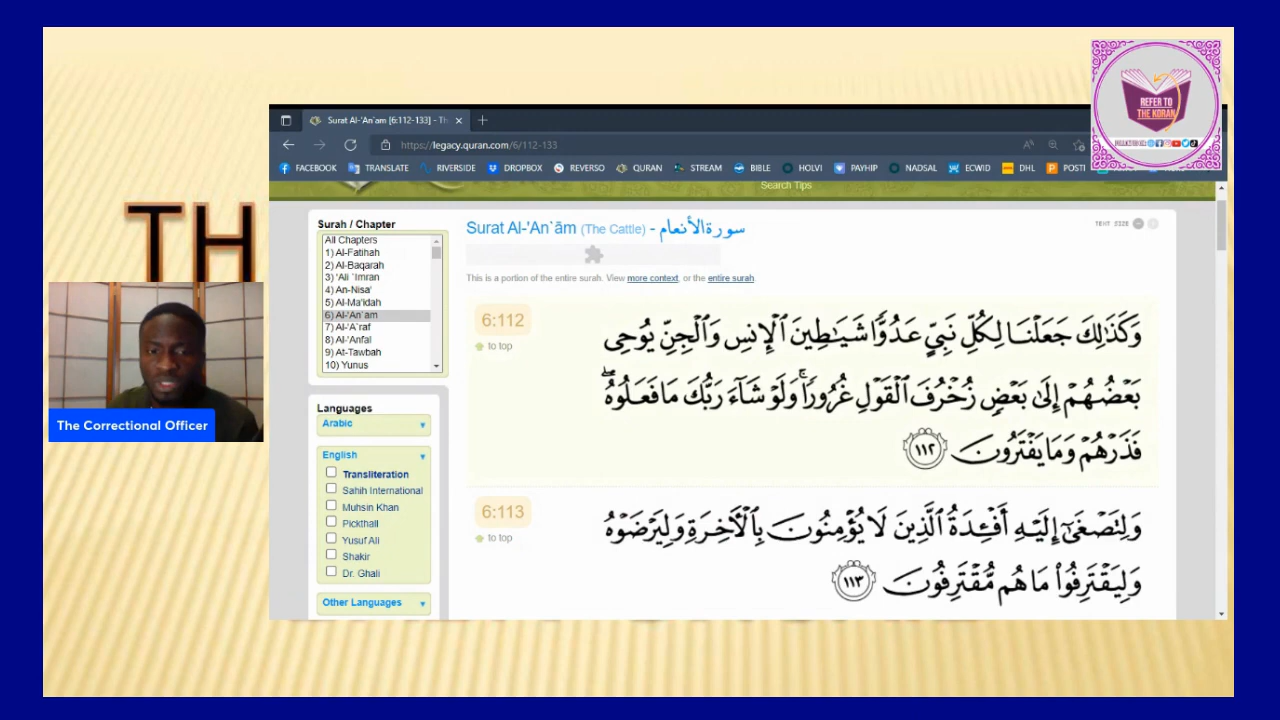 TH
REFER TO
THE KORAN
Surat Al-'An`am [6:112-133] - Th
https://legacy.quran.com/6/112-133
FACEBOOK TRANSLATE RIVERSIDE DROPBOX REVERSO QURAN STREAM BIBLE HOLVI PAYHIP NADSAL ECWID DHL POSTI
Search Tips
Surah / Chapter
All Chapters
1) Al-Fatihah
2) Al-Baqarah
3) 'Ali `Imran
4) An-Nisa'
5) Al-Ma'idah
6) Al-'An`am
7) Al-'A`raf
8) Al-'Anfal
9) At-Tawbah
10) Yunus
Languages
Arabic
English
Transliteration
Sahih International
Muhsin Khan
Pickthall
Yusuf Ali
Shakir
Dr. Ghali
Other Languages
Surat Al-'An`ām (The Cattle) - سورة الأنعام
This is a portion of the entire surah. View more context, or the entire surah.
6:112
to top
وَكَذَٰلِكَ جَعَلْنَا لِكُلِّ نَبِيٍّ عَدُوًّا شَيَـٰطِينَ ٱلْإِنسِ وَٱلْجِنِّ يُوحِى
بَعْضُهُمْ إِلَىٰ بَعْضٍ زُخْرُفَ ٱلْقَوْلِ غُرُورًا ۚ وَلَوْ شَآءَ رَبُّكَ مَا فَعَلُوهُ ۖ
فَذَرْهُمْ وَمَا يَفْتَرُونَ ١١٢
6:113
to top
وَلِتَصْغَىٰٓ إِلَيْهِ أَفْـِٔدَةُ ٱلَّذِينَ لَا يُؤْمِنُونَ بِٱلْـَٔاخِرَةِ وَلِيَرْضَوْهُ
وَلِيَقْتَرِفُوا۟ مَا هُم مُّقْتَرِفُونَ ١١٣
The Correctional Officer